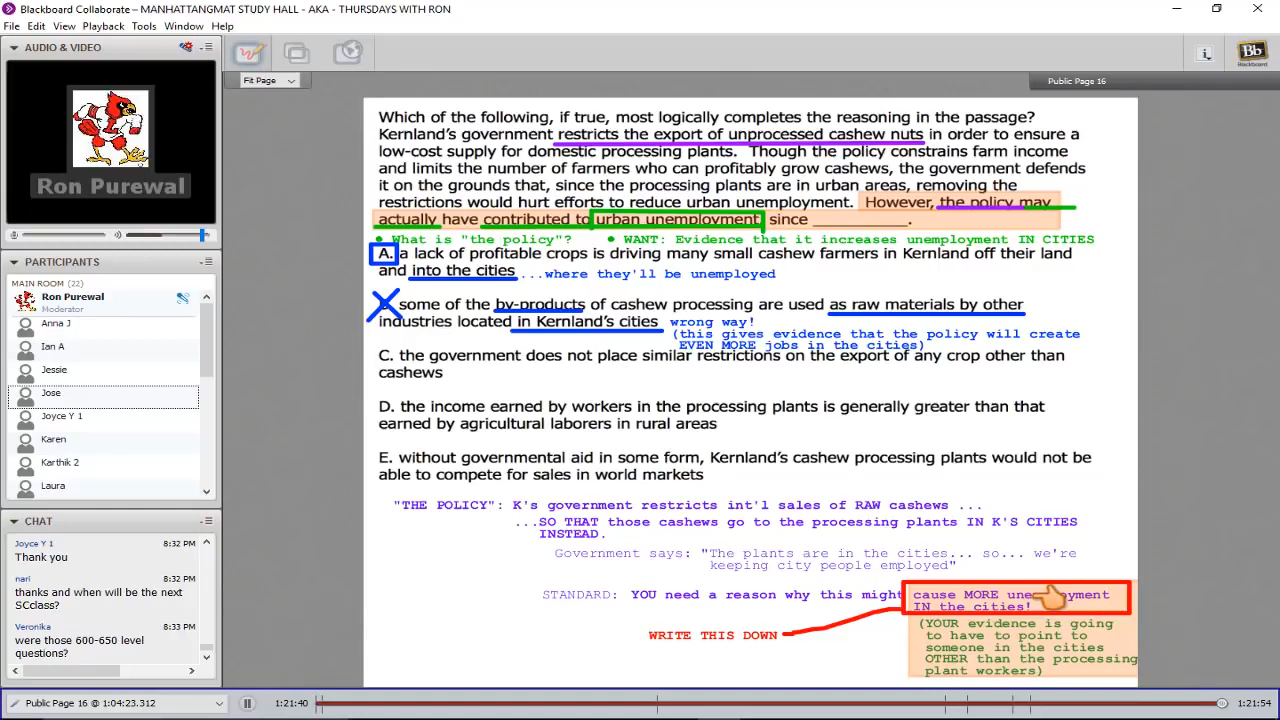 Blackboard Collaborate - MANHATTANGMAT STUDY HALL - AKA - THURSDAYS WITH RON
File Edit View Playback Tools Window Help
AUDIO & VIDEO
Ron Purewal
PARTICIPANTS
MAIN ROOM (22)
Ron Purewal
Moderator
Anna J
Ian A
Jessie
Jose
Joyce Y 1
Karen
Karthik 2
Laura
CHAT
Joyce Y 1 8:32 PM
Thank you
nari 8:32 PM
thanks and when will be the next
SCclass?
Veronika 8:33 PM
were those 600-650 level
questions?
Fit Page
Public Page 16
Bb
Blackboard
Which of the following, if true, most logically completes the reasoning in the passage?
Kernland's government restricts the export of unprocessed cashew nuts in order to ensure a
low-cost supply for domestic processing plants. Though the policy constrains farm income
and limits the number of farmers who can profitably grow cashews, the government defends
it on the grounds that, since the processing plants are in urban areas, removing the
restrictions would hurt efforts to reduce urban unemployment. However, the policy may
actually have contributed to urban unemployment since __________.
• What is "the policy"? • WANT: Evidence that it increases unemployment IN CITIES
A. a lack of profitable crops is driving many small cashew farmers in Kernland off their land
and into the cities ...where they'll be unemployed
some of the by-products of cashew processing are used as raw materials by other
industries located in Kernland's cities wrong way!
(this gives evidence that the policy will create
EVEN MORE jobs in the cities)
C. the government does not place similar restrictions on the export of any crop other than
cashews
D. the income earned by workers in the processing plants is generally greater than that
earned by agricultural laborers in rural areas
E. without governmental aid in some form, Kernland's cashew processing plants would not be
able to compete for sales in world markets
"THE POLICY": K's government restricts int'l sales of RAW cashews ...
...SO THAT those cashews go to the processing plants IN K'S CITIES
INSTEAD.
Government says: "The plants are in the cities... so... we're
keeping city people employed"
STANDARD: YOU need a reason why this might cause MORE unemployment
IN the cities!
WRITE THIS DOWN
(YOUR evidence is going
to have to point to
someone in the cities
OTHER than the processing
plant workers)
Public Page 16 @ 1:04:23.312
1:21:40
1:21:54